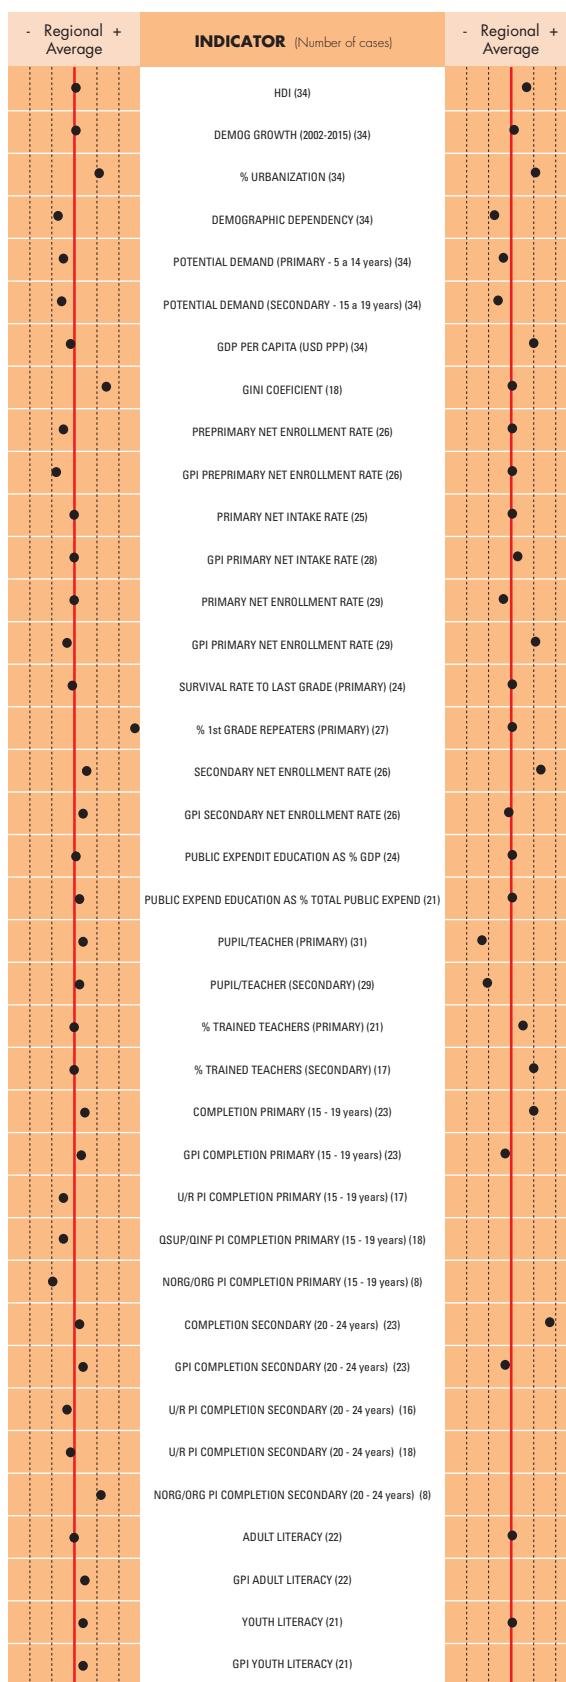 - Regional +
Average
INDICATOR (Number of cases)
- Regional +
Average
HDI (34)
DEMOG GROWTH (2002-2015) (34)
% URBANIZATION (34)
DEMOGRAPHIC DEPENDENCY (34)
POTENTIAL DEMAND (PRIMARY - 5 a 14 years) (34)
POTENTIAL DEMAND (SECONDARY - 15 a 19 years) (34)
GDP PER CAPITA (USD PPP) (34)
GINI COEFICIENT (18)
PREPRIMARY NET ENROLLMENT RATE (26)
GPI PREPRIMARY NET ENROLLMENT RATE (26)
PRIMARY NET INTAKE RATE (25)
GPI PRIMARY NET INTAKE RATE (28)
PRIMARY NET ENROLLMENT RATE (29)
GPI PRIMARY NET ENROLLMENT RATE (29)
SURVIVAL RATE TO LAST GRADE (PRIMARY) (24)
% 1st GRADE REPEATERS (PRIMARY) (27)
SECONDARY NET ENROLLMENT RATE (26)
GPI SECONDARY NET ENROLLMENT RATE (26)
PUBLIC EXPENDIT EDUCATION AS % GDP (24)
PUBLIC EXPEND EDUCATION AS % TOTAL PUBLIC EXPEND (21)
PUPIL/TEACHER (PRIMARY) (31)
PUPIL/TEACHER (SECONDARY) (29)
% TRAINED TEACHERS (PRIMARY) (21)
% TRAINED TEACHERS (SECONDARY) (17)
COMPLETION PRIMARY (15 - 19 years) (23)
GPI COMPLETION PRIMARY (15 - 19 years) (23)
U/R PI COMPLETION PRIMARY (15 - 19 years) (17)
QSUP/QINF PI COMPLETION PRIMARY (15 - 19 years) (18)
NORG/ORG PI COMPLETION PRIMARY (15 - 19 years) (8)
COMPLETION SECONDARY (20 - 24 years) (23)
GPI COMPLETION SECONDARY (20 - 24 years) (23)
U/R PI COMPLETION SECONDARY (20 - 24 years) (16)
U/R PI COMPLETION SECONDARY (20 - 24 years) (18)
NORG/ORG PI COMPLETION SECONDARY (20 - 24 years) (8)
ADULT LITERACY (22)
GPI ADULT LITERACY (22)
YOUTH LITERACY (21)
GPI YOUTH LITERACY (21)